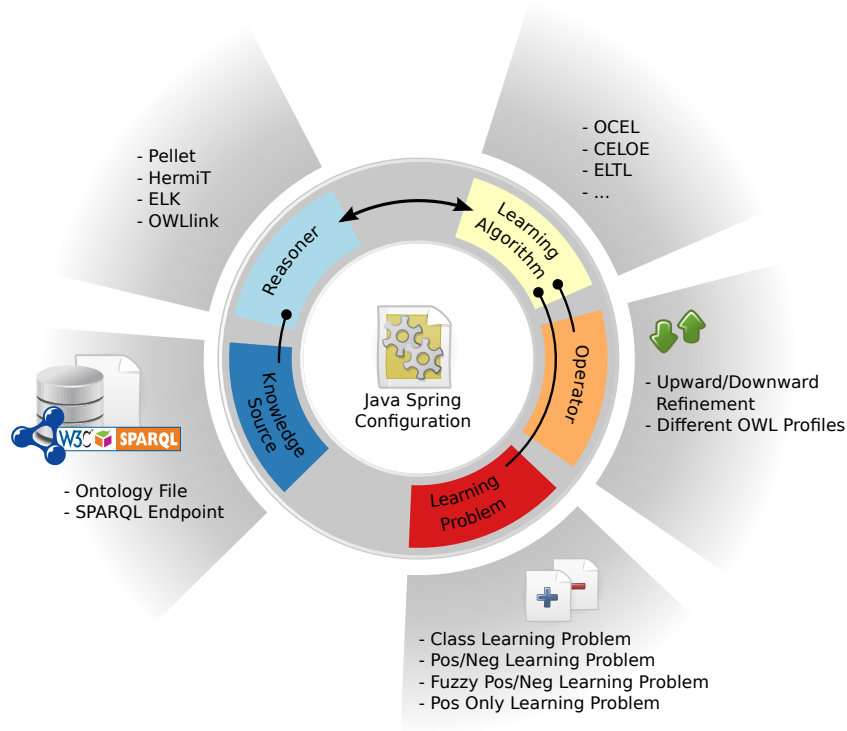 - OCEL
- CELOE
- ELTL
- ...
- Pellet
- HermiT
- ELK
- OWLlink
Learning
Algorithm
Reasoner
Operator
- Upward/Downward
Refinement
- Different OWL Profiles
Java Spring
Configuration
Knowledge
Source
W3C® SPARQL
- Ontology File
- SPARQL Endpoint
Learning
Problem
- Class Learning Problem
- Pos/Neg Learning Problem
- Fuzzy Pos/Neg Learning Problem
- Pos Only Learning Problem